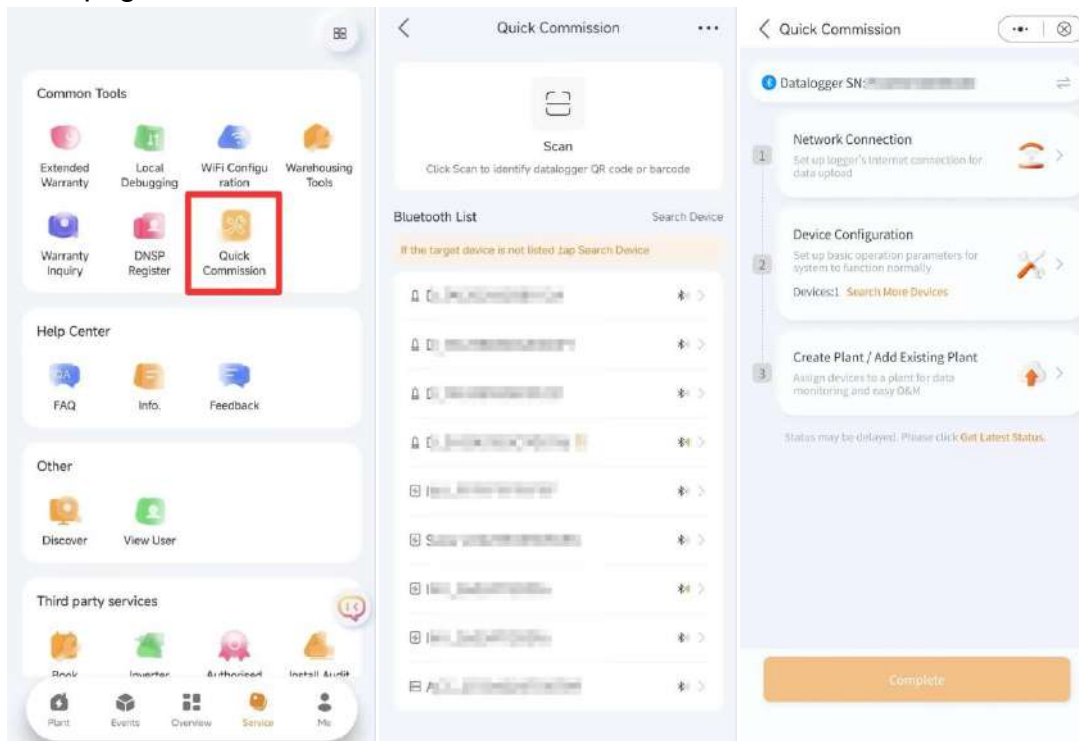 Common Tools
Extended
Warranty
Local
Debugging
WiFi Configu
ration
Warehousing
Tools
Warranty
Inquiry
DNSP
Register
Quick
Commission
Help Center
FAQ
Info.
Feedback
Other
Discover
View User
Third party services
Book
Inverter
Authorised
Install Audit
Plant
Events
Overview
Service
Me
Quick Commission
Scan
Click Scan to identify datalogger QR code or barcode
Bluetooth List
Search Device
If the target device is not listed ,tap Search Device
Quick Commission
Datalogger SN:
1
Network Connection
Set up logger's Internet connection for
data upload
2
Device Configuration
Set up basic operation parameters for
system to function normally
Devices:1 Search More Devices
3
Create Plant / Add Existing Plant
Assign devices to a plant for data
monitoring and easy O&M
Status may be delayed. Please click Get Latest Status.
Complete